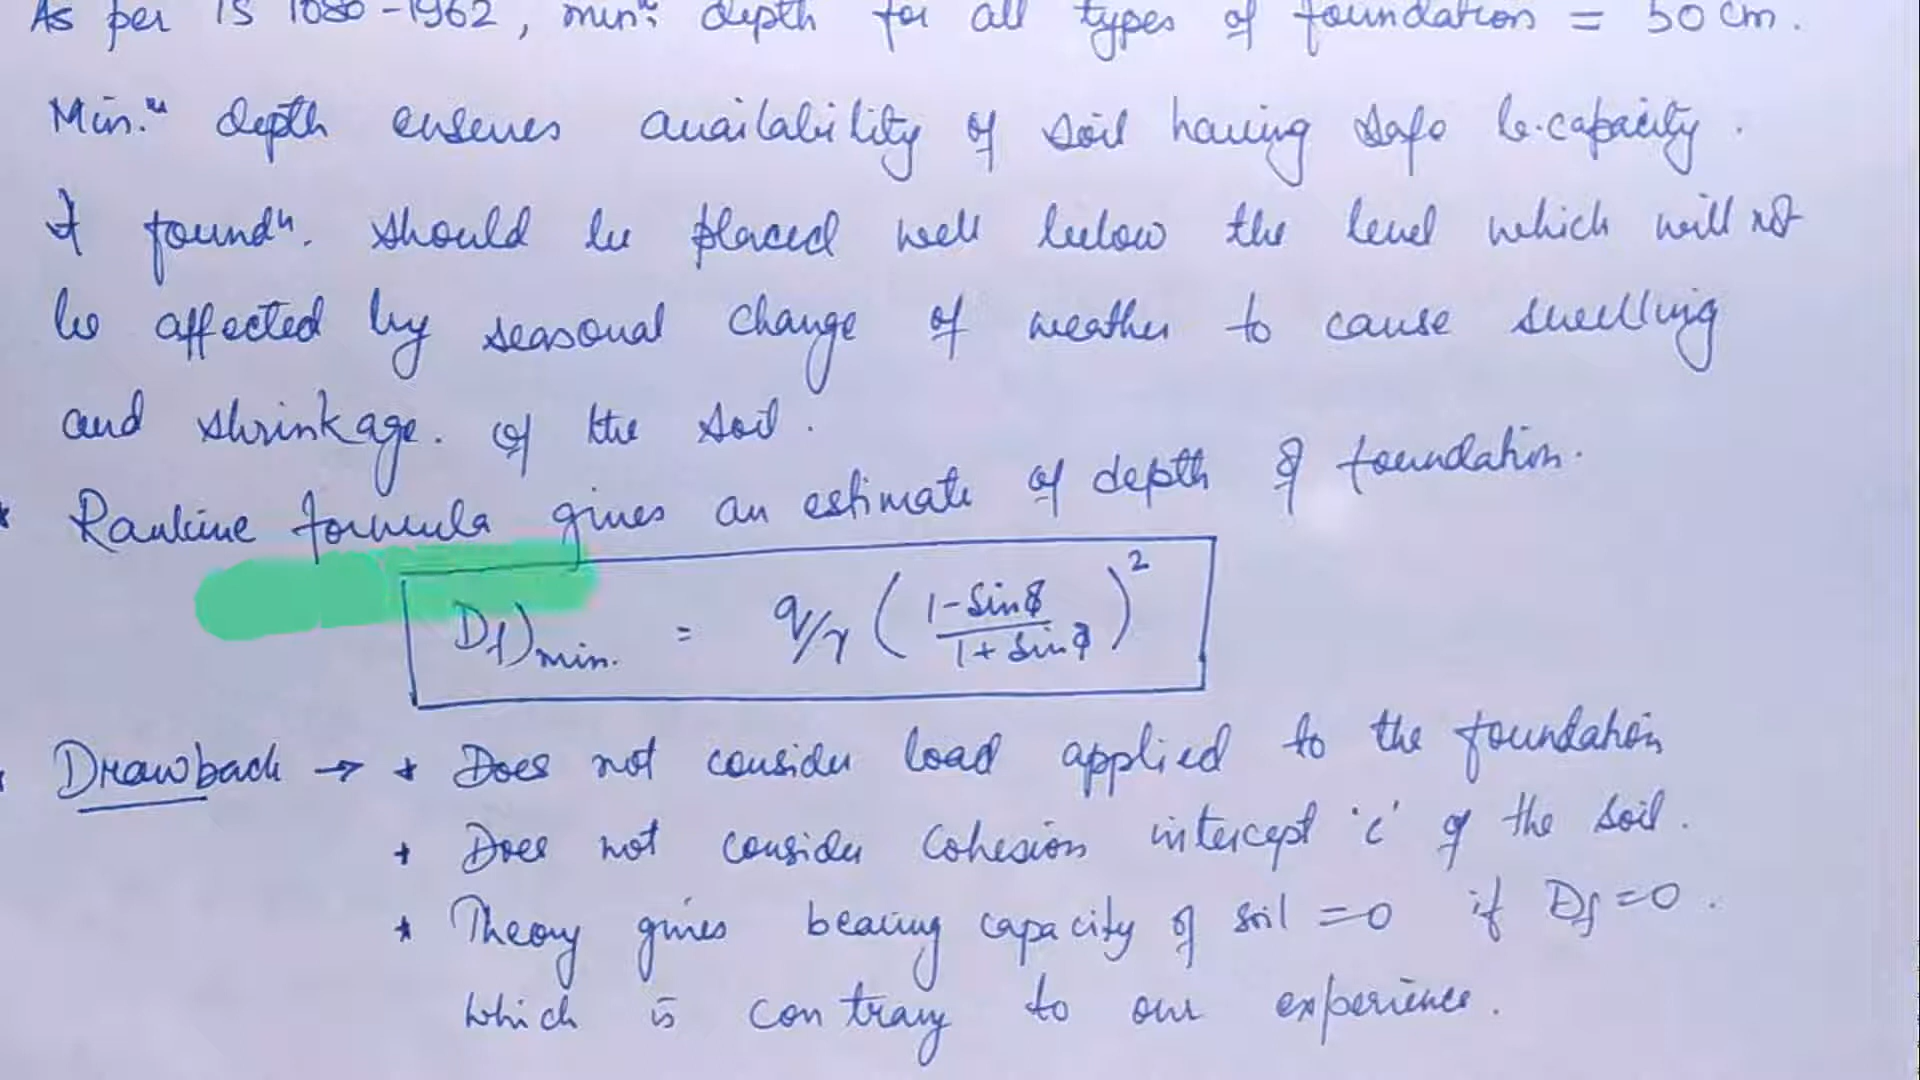 As per IS 1080-1962, min.m depth for all types of foundation = 50 cm.
Min.m depth ensures availability of soil having safe b.capacity.
If foundn. should be placed well below the level which will not
be affected by seasonal change of weather to cause swelling
and shrinkage. of the soil.
* Rankine formula gives an estimate of depth of foundation.
Df)min. = q/γ (1-sinφ / 1+sinφ)²
* Drawback → * Does not consider load applied to the foundation
* Does not consider cohesion intercept 'c' of the soil.
* Theory gives bearing capacity of soil = 0 if Df = 0.
which is contrary to our experience.